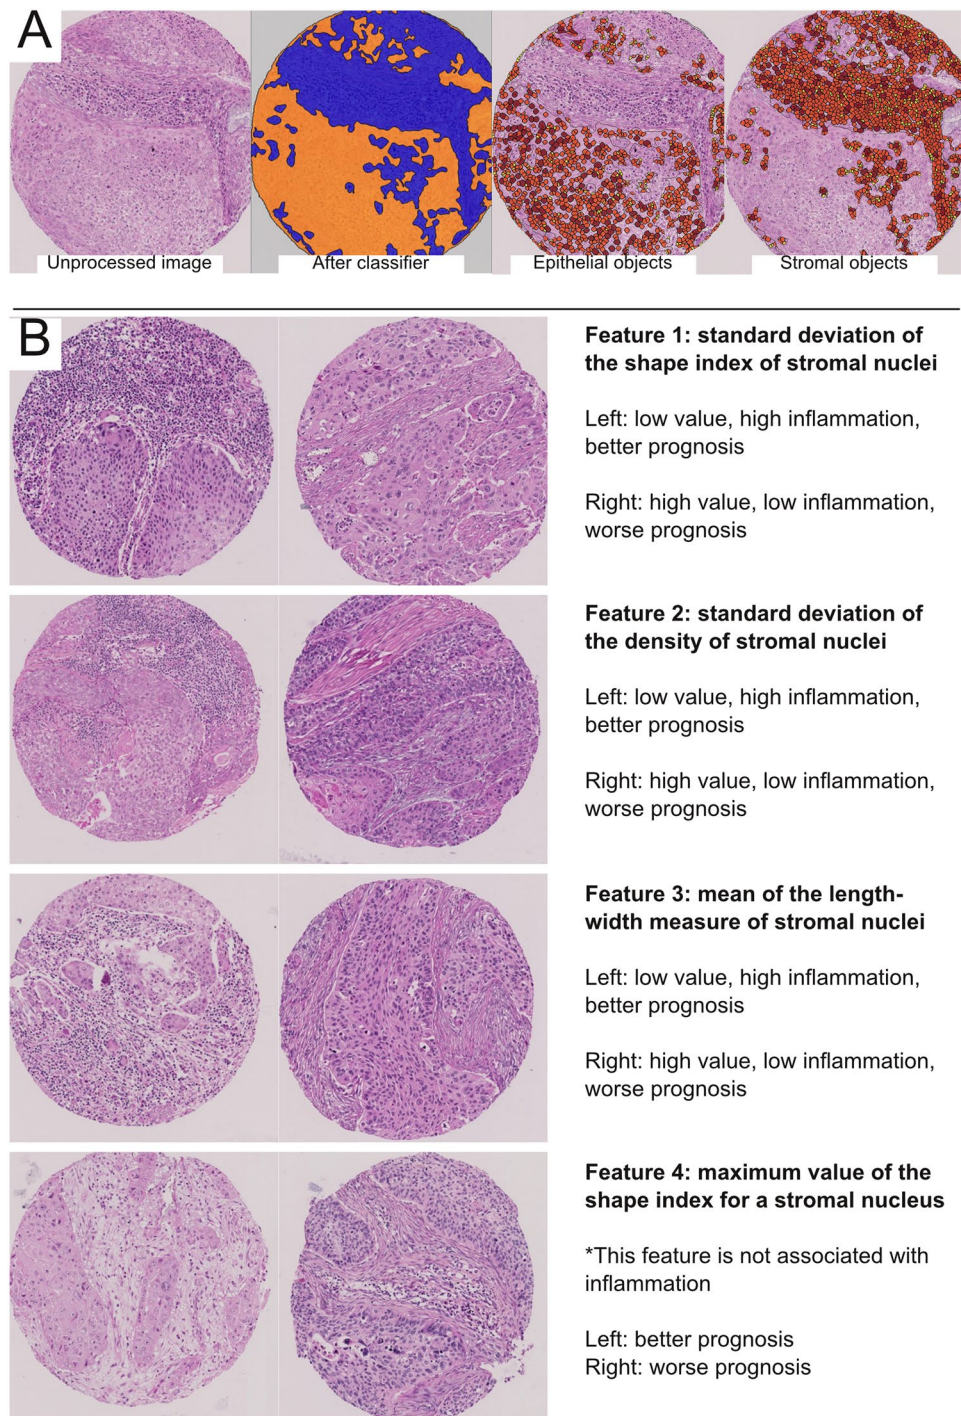 A
Unprocessed image
After classifier
Epithelial objects
Stromal objects
B
Feature 1: standard deviation of
the shape index of stromal nuclei
Left: low value, high inflammation,
better prognosis
Right: high value, low inflammation,
worse prognosis
Feature 2: standard deviation of
the density of stromal nuclei
Left: low value, high inflammation,
better prognosis
Right: high value, low inflammation,
worse prognosis
Feature 3: mean of the length-
width measure of stromal nuclei
Left: low value, high inflammation,
better prognosis
Right: high value, low inflammation,
worse prognosis
Feature 4: maximum value of the
shape index for a stromal nucleus
*This feature is not associated with
inflammation
Left: better prognosis
Right: worse prognosis